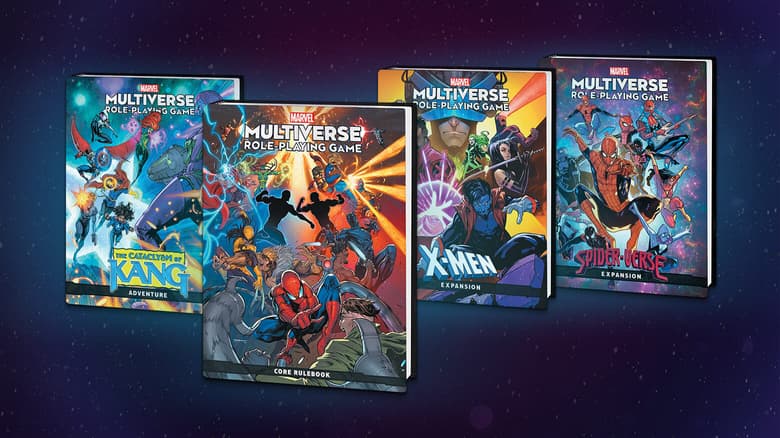 MARVEL
MULTIVERSE
ROLE-PLAYING GAME
THE CATACLYSM OF
KANG
ADVENTURE
MARVEL
MULTIVERSE
ROLE-PLAYING GAME
CORE RULEBOOK
MARVEL
MULTIVERSE
ROLE-PLAYING GAME
X-MEN
EXPANSION
MARVEL
MULTIVERSE
ROLE-PLAYING GAME
SPIDER-VERSE
EXPANSION